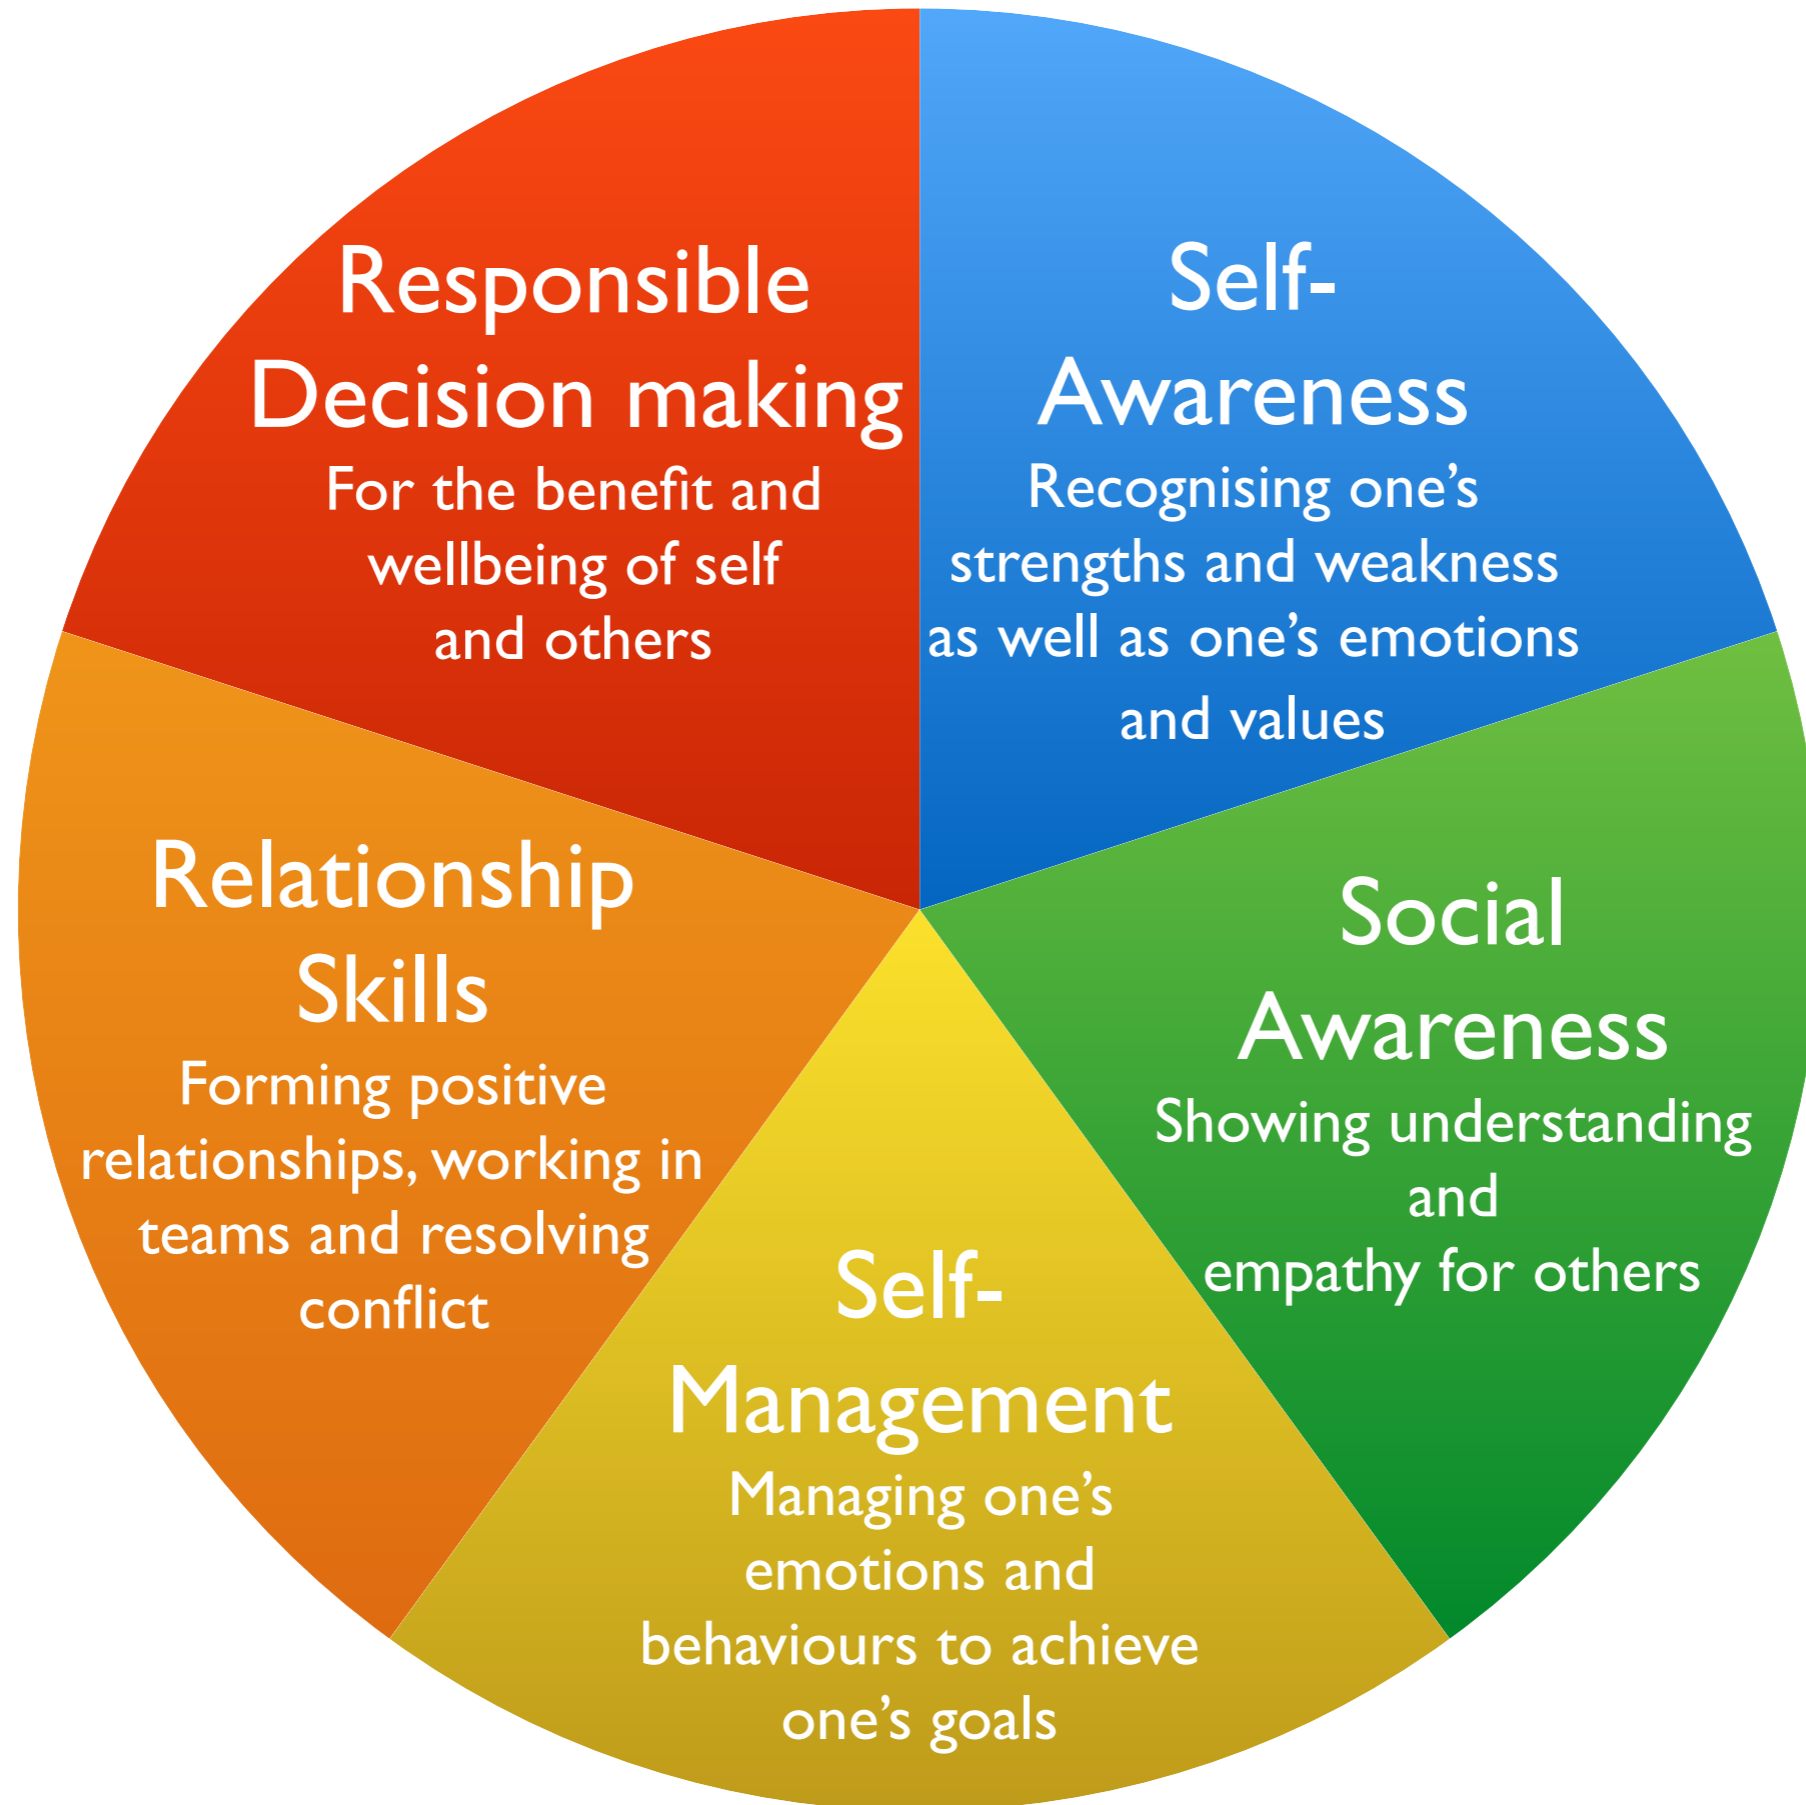 Responsible
Decision making
For the benefit and
wellbeing of self
and others
Self-
Awareness
Recognising one’s
strengths and weakness
as well as one’s emotions
and values
Social
Awareness
Showing understanding
and
empathy for others
Self-
Management
Managing one’s
emotions and
behaviours to achieve
one’s goals
Relationship
Skills
Forming positive
relationships, working in
teams and resolving
conflict